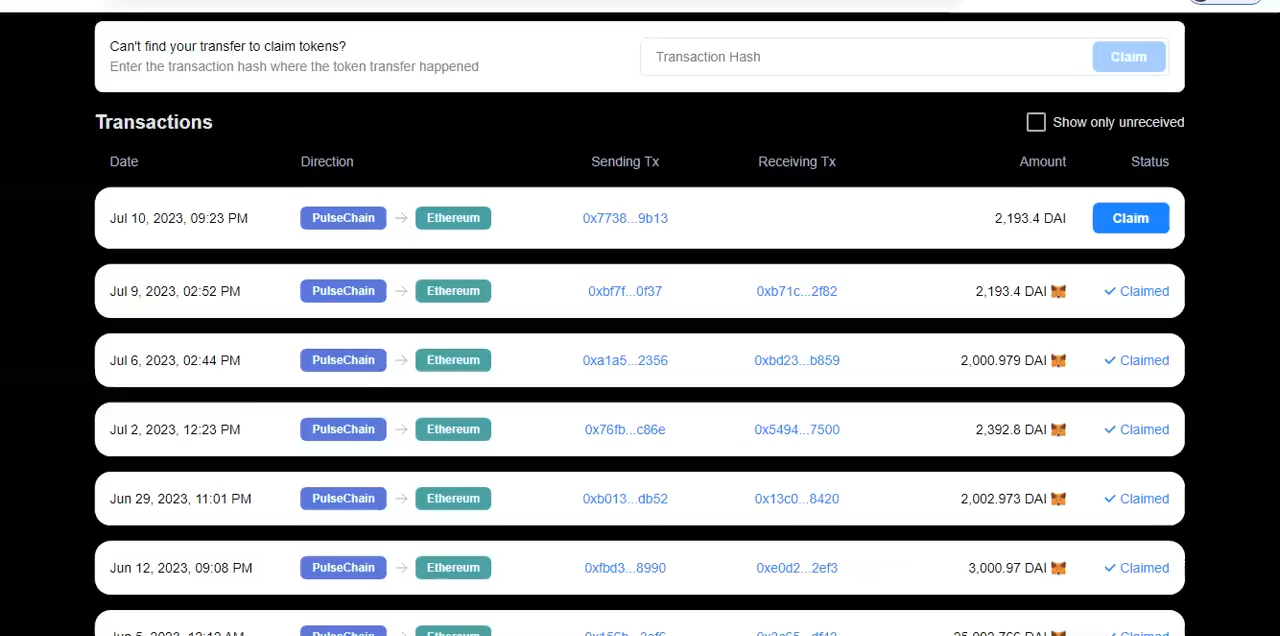 Can't find your transfer to claim tokens?
Enter the transaction hash where the token transfer happened
Transaction Hash
Claim
Transactions
Show only unreceived
Date Direction Sending Tx Receiving Tx Amount Status
Jul 10, 2023, 09:23 PM PulseChain → Ethereum 0x7738...9b13 2,193.4 DAI Claim
Jul 9, 2023, 02:52 PM PulseChain → Ethereum 0xbf7f...0f37 0xb71c...2f82 2,193.4 DAI ✓ Claimed
Jul 6, 2023, 02:44 PM PulseChain → Ethereum 0xa1a5...2356 0xbd23...b859 2,000.979 DAI ✓ Claimed
Jul 2, 2023, 12:23 PM PulseChain → Ethereum 0x76fb...c86e 0x5494...7500 2,392.8 DAI ✓ Claimed
Jun 29, 2023, 11:01 PM PulseChain → Ethereum 0xb013...db52 0x13c0...8420 2,002.973 DAI ✓ Claimed
Jun 12, 2023, 09:08 PM PulseChain → Ethereum 0xfbd3...8990 0xe0d2...2ef3 3,000.97 DAI ✓ Claimed
PulseChain Ethereum DAI Claimed